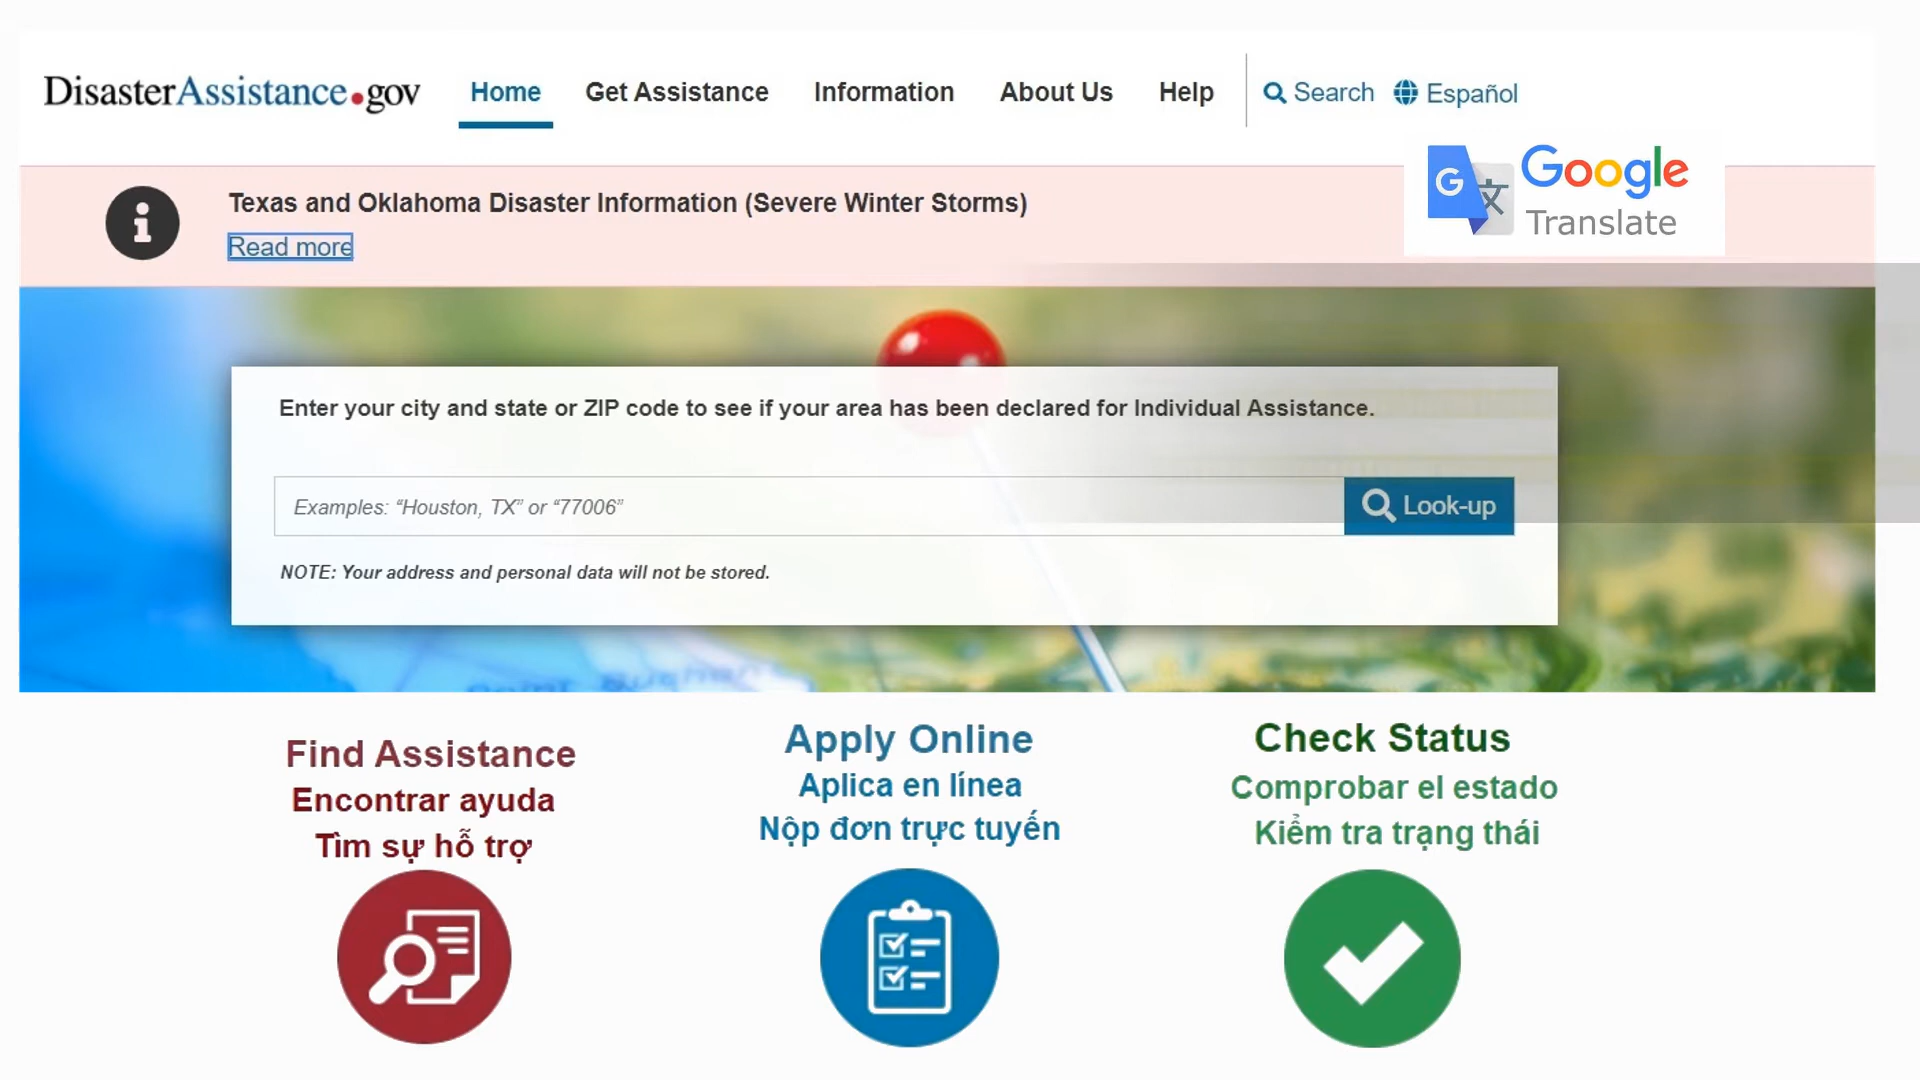 DisasterAssistance.gov
Home Get Assistance Information About Us Help Search Español
Google
Translate
Texas and Oklahoma Disaster Information (Severe Winter Storms)
Read more
Enter your city and state or ZIP code to see if your area has been declared for Individual Assistance.
Examples: “Houston, TX” or “77006”
Look-up
NOTE: Your address and personal data will not be stored.
Find Assistance
Encontrar ayuda
Tìm sự hỗ trợ
Apply Online
Aplica en línea
Nộp đơn trực tuyến
Check Status
Comprobar el estado
Kiểm tra trạng thái